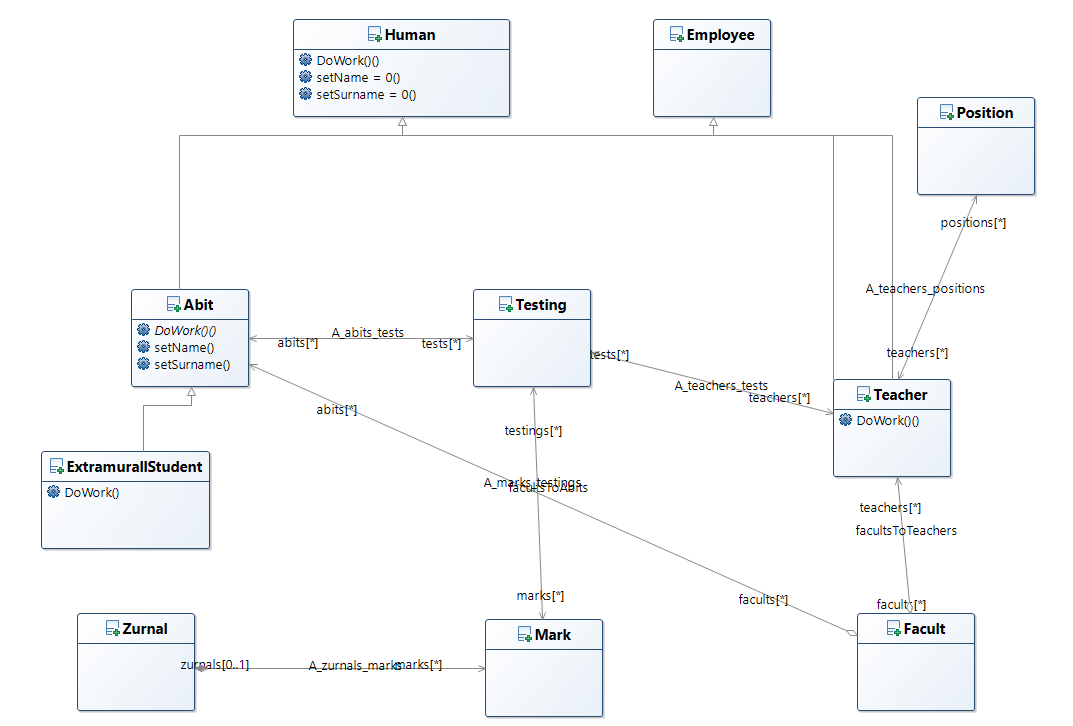 Human
DoWork()()
setName = 0()
setSurname = 0()
Employee
Position
positions[*]
A_teachers_positions
teachers[*]
Abit
DoWork()()
setName()
setSurname()
abits[*]
A_abits_tests
tests[*]
Testing
tests[*]
A_teachers_tests
teachers[*]
Teacher
DoWork()()
abits[*]
testings[*]
ExtramurallStudent
DoWork()
A_marks_testings
facultsToAbits
teachers[*]
facultsToTeachers
marks[*]
facults[*]
facults[*]
Zurnal
zurnals[0..1]
A_zurnals_marks
marks[*]
Mark
Facult